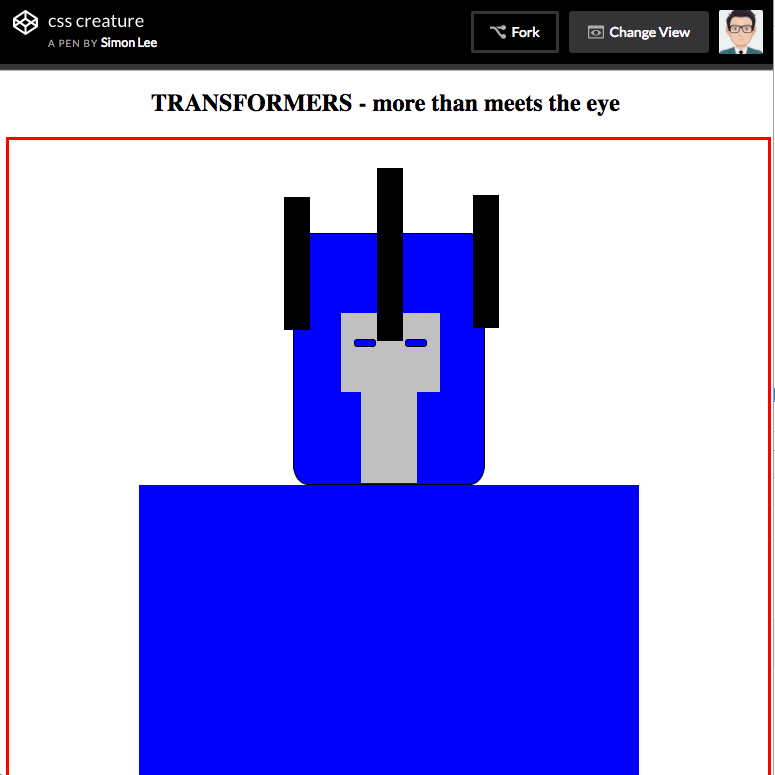 css creature
A PEN BY Simon Lee
Fork
Change View
TRANSFORMERS - more than meets the eye